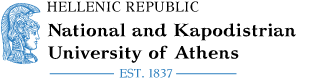 HELLENIC REPUBLIC
National and Kapodistrian
University of Athens
EST. 1837